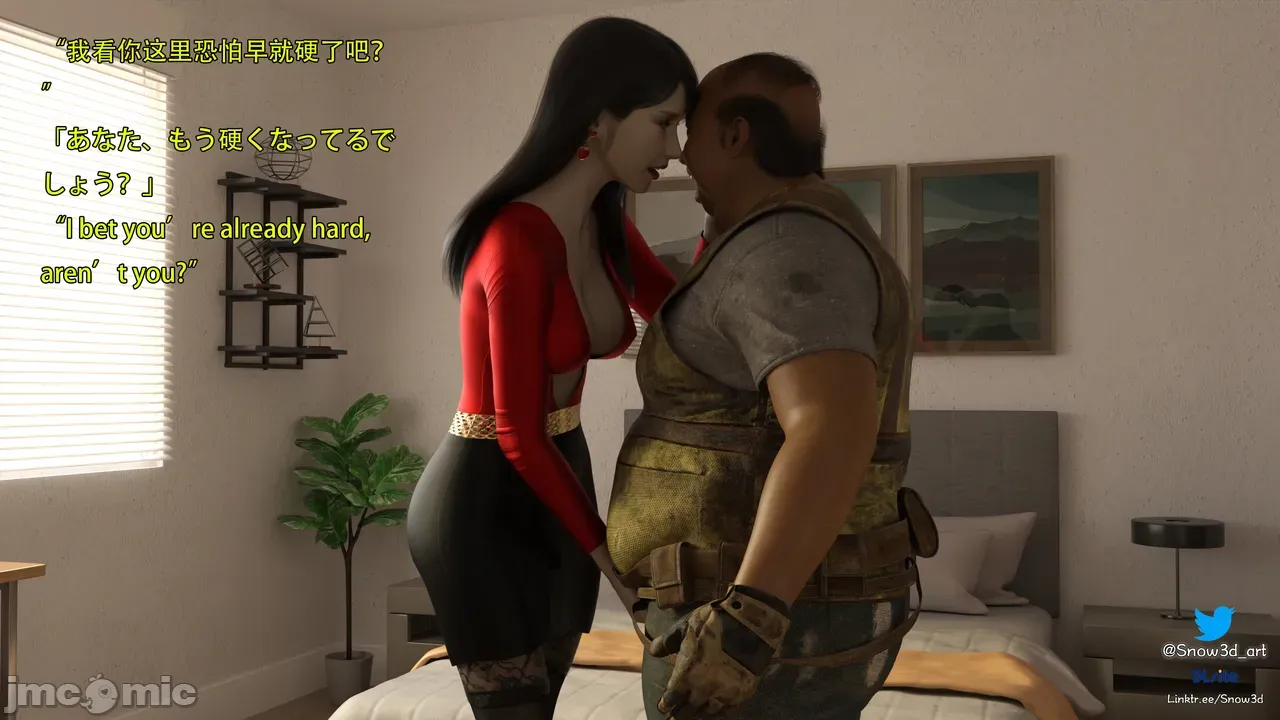 “我看你这里恐怕早就硬了吧?
”
「あなた、もう硬くなってるで
しょう? 」
“I bet you’re already hard,
aren’t you?”
@Snow3d_art
Linktr.ee/Snow3d
jmcomic